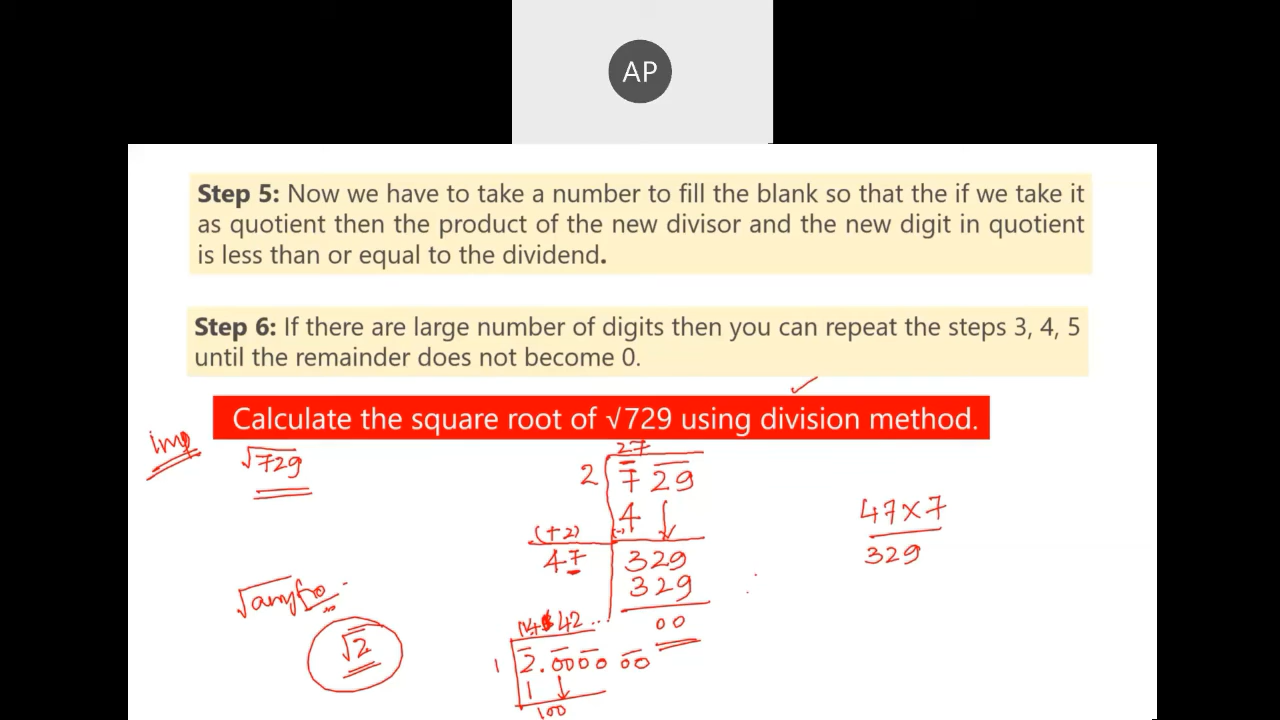 AP
Step 5: Now we have to take a number to fill the blank so that the if we take it
as quotient then the product of the new divisor and the new digit in quotient
is less than or equal to the dividend.
Step 6: If there are large number of digits then you can repeat the steps 3, 4, 5
until the remainder does not become 0.
Calculate the square root of √729 using division method.
imp
√729
27
2 7 29
4
(+2)
47 329
329
00
47×7
329
√2
1 2.0000 00
1
100